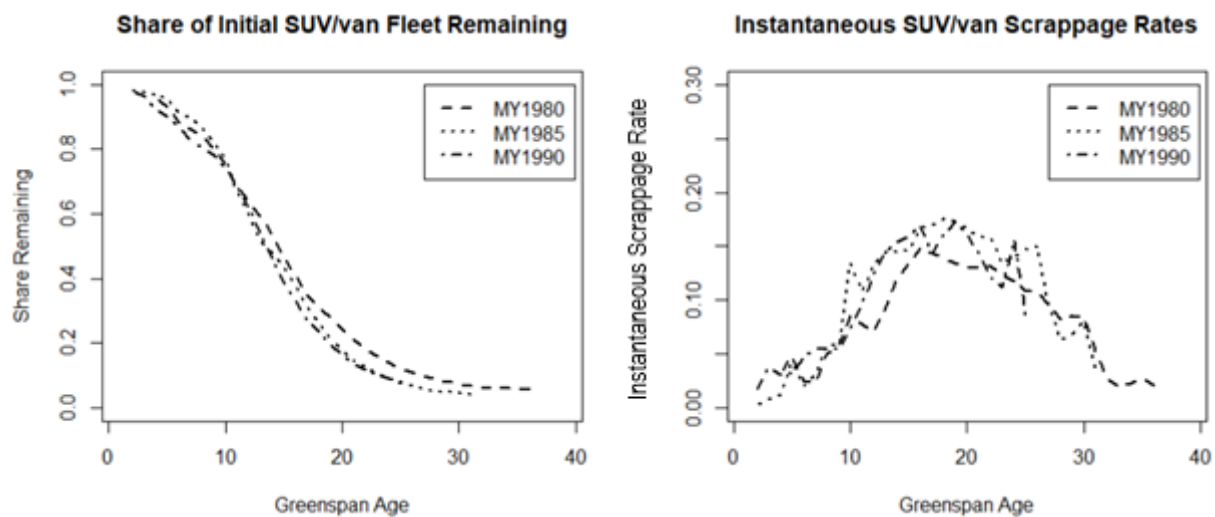 Share of Initial SUV/van Fleet Remaining
Share Remaining
1.0
0.8
0.6
0.4
0.2
0.0
MY1980
MY1985
MY1990
0 10 20 30 40
Greenspan Age
Instantaneous SUV/van Scrappage Rates
Instantaneous Scrappage Rate
0.30
0.20
0.10
0.00
MY1980
MY1985
MY1990
0 10 20 30 40
Greenspan Age